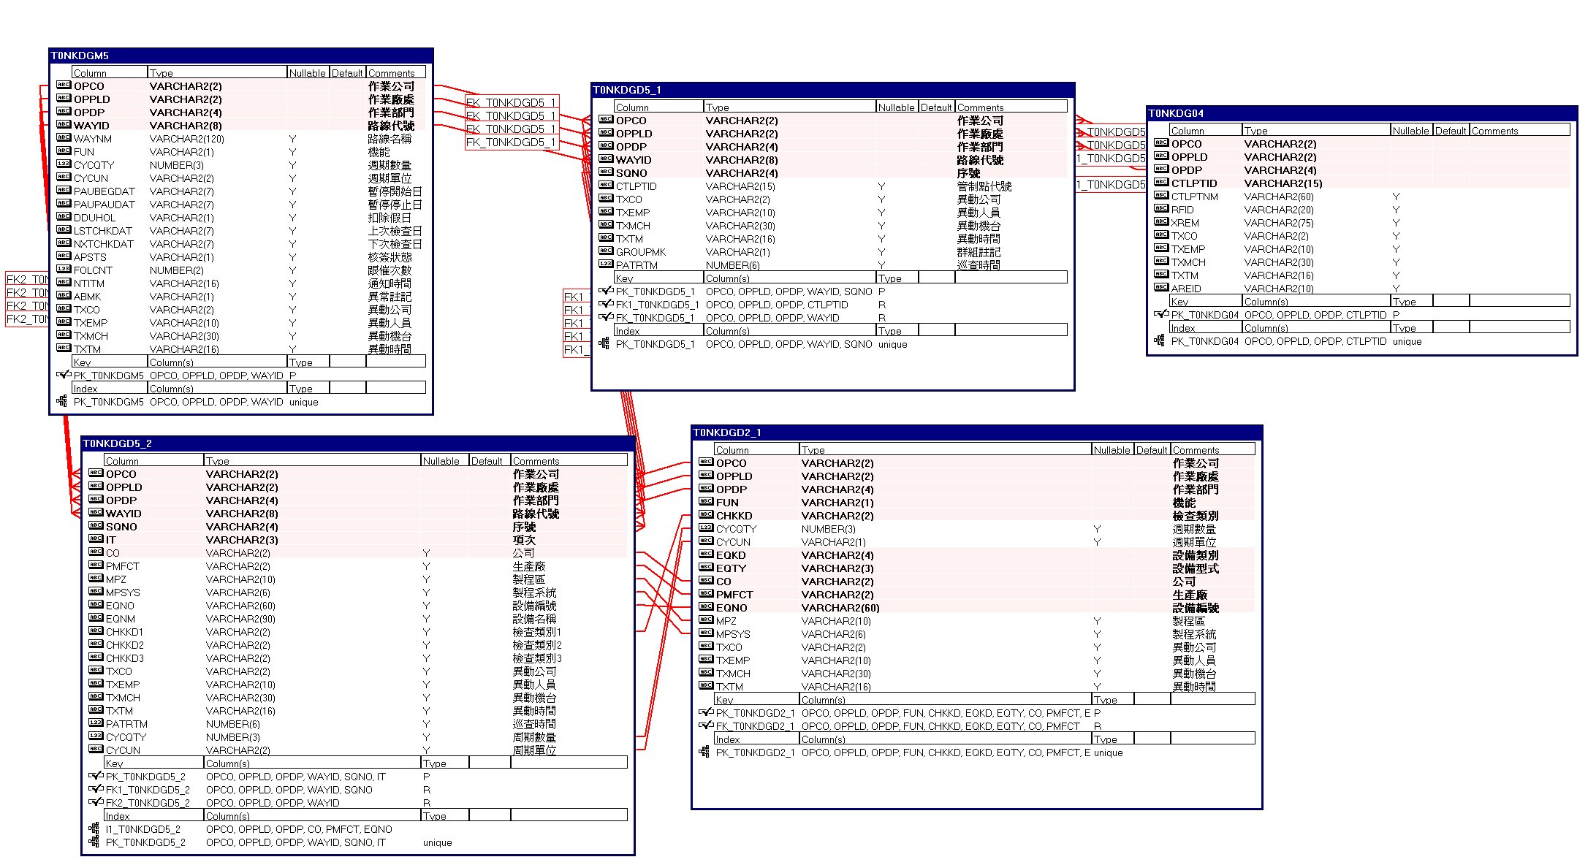 T0NKDGM5
Column Type Nullable Default Comments
OPCO VARCHAR2(2) 作業公司
OPPLD VARCHAR2(2) 作業廠處
OPDP VARCHAR2(4) 作業部門
WAYID VARCHAR2(8) 路線代號
WAYNM VARCHAR2(120) Y 路線名稱
FUN VARCHAR2(1) Y 機能
CYCQTY NUMBER(3) Y 週期數量
CYCUN VARCHAR2(1) Y 週期單位
PAUBEGDAT VARCHAR2(7) Y 暫停開始日
PAUPAUDAT VARCHAR2(7) Y 暫停停止日
DDUHOL VARCHAR2(1) Y 扣除假日
LSTCHKDAT VARCHAR2(7) Y 上次檢查日
NXTCHKDAT VARCHAR2(7) Y 下次檢查日
APSTS VARCHAR2(1) Y 核簽狀態
FOLCNT NUMBER(2) Y 跟催次數
NTITM VARCHAR2(16) Y 通知時間
ABMK VARCHAR2(1) Y 異常註記
TXCO VARCHAR2(2) Y 異動公司
TXEMP VARCHAR2(10) Y 異動人員
TXMCH VARCHAR2(30) Y 異動機台
TXTM VARCHAR2(16) Y 異動時間
Key Column(s) Type
PK_T0NKDGM5 OPCO, OPPLD, OPDP, WAYID P
Index Column(s) Type
PK_T0NKDGM5 OPCO, OPPLD, OPDP, WAYID unique
FK_T0NKDGD5_1
FK_T0NKDGD5_1
FK_T0NKDGD5_1
FK_T0NKDGD5_1
FK2_T0N
FK2_T0N
FK2_T0N
FK2_T0N
T0NKDGD5_1
Column Type Nullable Default Comments
OPCO VARCHAR2(2) 作業公司
OPPLD VARCHAR2(2) 作業廠處
OPDP VARCHAR2(4) 作業部門
WAYID VARCHAR2(8) 路線代號
SQNO VARCHAR2(4) 序號
CTLPTID VARCHAR2(15) Y 管制點代號
TXCO VARCHAR2(2) Y 異動公司
TXEMP VARCHAR2(10) Y 異動人員
TXMCH VARCHAR2(30) Y 異動機台
TXTM VARCHAR2(16) Y 異動時間
GROUPMK VARCHAR2(1) Y 群組註記
PATRTM NUMBER(6) Y 巡查時間
Key Column(s) Type
PK_T0NKDGD5_1 OPCO, OPPLD, OPDP, WAYID, SQNO P
FK1_T0NKDGD5_1 OPCO, OPPLD, OPDP, CTLPTID R
FK_T0NKDGD5_1 OPCO, OPPLD, OPDP, WAYID R
Index Column(s) Type
PK_T0NKDGD5_1 OPCO, OPPLD, OPDP, WAYID, SQNO unique
FK1_
FK1
FK1
FK1
FK1_
_T0NKDGD5
_T0NKDGD5
1_T0NKDGD5
1_T0NKDGD5
T0NKDG04
Column Type Nullable Default Comments
OPCO VARCHAR2(2)
OPPLD VARCHAR2(2)
OPDP VARCHAR2(4)
CTLPTID VARCHAR2(15)
CTLPTNM VARCHAR2(60) Y
RFID VARCHAR2(20) Y
XREM VARCHAR2(75) Y
TXCO VARCHAR2(2) Y
TXEMP VARCHAR2(10) Y
TXMCH VARCHAR2(30) Y
TXTM VARCHAR2(16) Y
AREID VARCHAR2(10) Y
Key Column(s) Type
PK_T0NKDG04 OPCO, OPPLD, OPDP, CTLPTID P
Index Column(s) Type
PK_T0NKDG04 OPCO, OPPLD, OPDP, CTLPTID unique
T0NKDGD5_2
Column Type Nullable Default Comments
OPCO VARCHAR2(2) 作業公司
OPPLD VARCHAR2(2) 作業廠處
OPDP VARCHAR2(4) 作業部門
WAYID VARCHAR2(8) 路線代號
SQNO VARCHAR2(4) 序號
IT VARCHAR2(3) 項次
CO VARCHAR2(2) Y 公司
PMFCT VARCHAR2(2) Y 生產廠
MPZ VARCHAR2(10) Y 製程區
MPSYS VARCHAR2(6) Y 製程系統
EQNO VARCHAR2(60) Y 設備編號
EQNM VARCHAR2(90) Y 設備名稱
CHKKD1 VARCHAR2(2) Y 檢查類別1
CHKKD2 VARCHAR2(2) Y 檢查類別2
CHKKD3 VARCHAR2(2) Y 檢查類別3
TXCO VARCHAR2(2) Y 異動公司
TXEMP VARCHAR2(10) Y 異動人員
TXMCH VARCHAR2(30) Y 異動機台
TXTM VARCHAR2(16) Y 異動時間
PATRTM NUMBER(6) Y 巡查時間
CYCQTY NUMBER(3) Y 周期數量
CYCUN VARCHAR2(2) Y 周期單位
Key Column(s) Type
PK_T0NKDGD5_2 OPCO, OPPLD, OPDP, WAYID, SQNO, IT P
FK1_T0NKDGD5_2 OPCO, OPPLD, OPDP, WAYID, SQNO R
FK2_T0NKDGD5_2 OPCO, OPPLD, OPDP, WAYID R
Index Column(s) Type
I1_T0NKDGD5_2 OPCO, OPPLD, OPDP, CO, PMFCT, EQNO
PK_T0NKDGD5_2 OPCO, OPPLD, OPDP, WAYID, SQNO, IT unique
T0NKDGD2_1
Column Type Nullable Default Comments
OPCO VARCHAR2(2) 作業公司
OPPLD VARCHAR2(2) 作業廠處
OPDP VARCHAR2(4) 作業部門
FUN VARCHAR2(1) 機能
CHKKD VARCHAR2(2) 檢查類別
CYCQTY NUMBER(3) Y 週期數量
CYCUN VARCHAR2(1) Y 週期單位
EQKD VARCHAR2(4) 設備類別
EQTY VARCHAR2(3) 設備型式
CO VARCHAR2(2) 公司
PMFCT VARCHAR2(2) 生產廠
EQNO VARCHAR2(60) 設備編號
MPZ VARCHAR2(10) Y 製程區
MPSYS VARCHAR2(6) Y 製程系統
TXCO VARCHAR2(2) Y 異動公司
TXEMP VARCHAR2(10) Y 異動人員
TXMCH VARCHAR2(30) Y 異動機台
TXTM VARCHAR2(16) Y 異動時間
Key Column(s) Type
PK_T0NKDGD2_1 OPCO, OPPLD, OPDP, FUN, CHKKD, EQKD, EQTY, CO, PMFCT, E P
FK_T0NKDGD2_1 OPCO, OPPLD, OPDP, FUN, CHKKD, EQKD, EQTY, CO, PMFCT R
Index Column(s) Type
PK_T0NKDGD2_1 OPCO, OPPLD, OPDP, FUN, CHKKD, EQKD, EQTY, CO, PMFCT, E unique